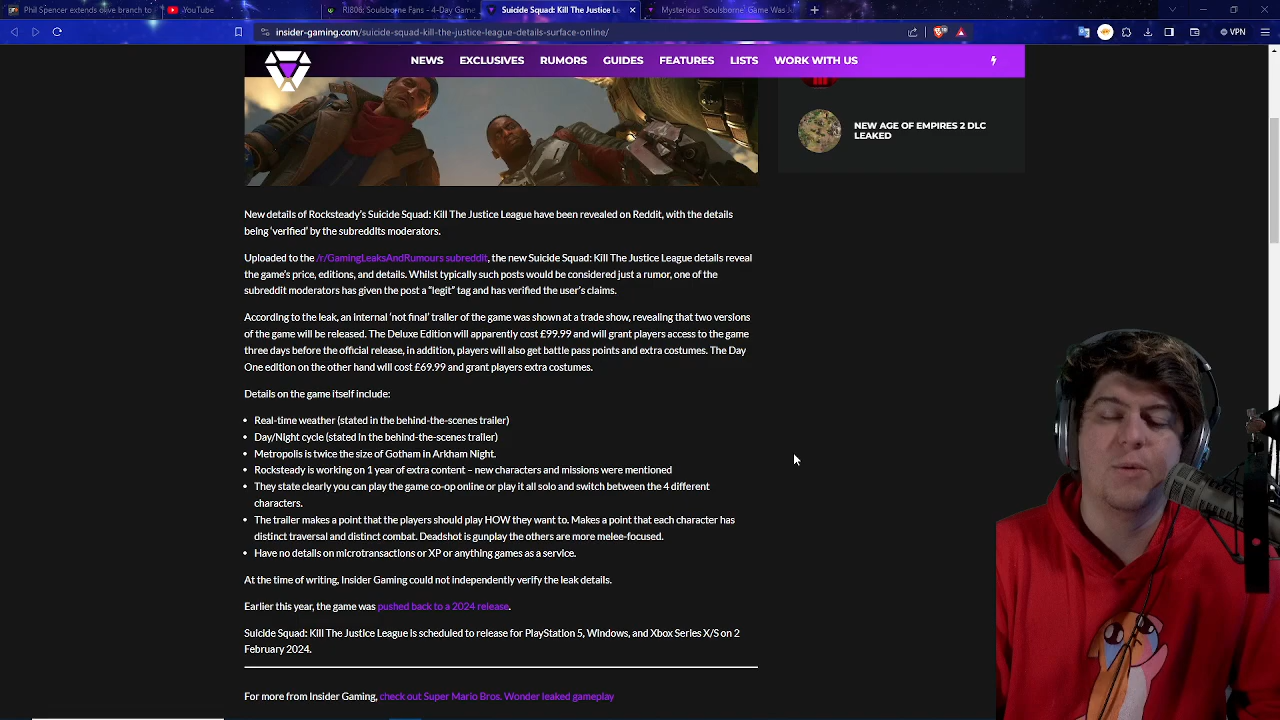 Phil Spencer extends olive branch to
YouTube
Suicide Squad: Kill The Justice Le
Mysterious 'Soulsborne' Game Was
insider-gaming.com/suicide-squad-kill-the-justice-league-details-surface-online/
VPN
NEWS EXCLUSIVES RUMORS GUIDES FEATURES LISTS WORK WITH US
NEW AGE OF EMPIRES 2 DLC
LEAKED
New details of Rocksteady's Suicide Squad: Kill The Justice League have been revealed on Reddit, with the details
being 'verified' by the subreddits moderators.
Uploaded to the /r/GamingLeaksAndRumours subreddit, the new Suicide Squad: Kill The Justice League details reveal
the game's price, editions, and details. Whilst typically such posts would be considered just a rumor, one of the
subreddit moderators has given the post a "legit" tag and has verified the user's claims.
According to the leak, an internal 'not final' trailer of the game was shown at a trade show, revealing that two versions
of the game will be released. The Deluxe Edition will apparently cost £99.99 and will grant players access to the game
three days before the official release, in addition, players will also get battle pass points and extra costumes. The Day
One edition on the other hand will cost £69.99 and grant players extra costumes.
Details on the game itself include:
• Real-time weather (stated in the behind-the-scenes trailer)
• Day/Night cycle (stated in the behind-the-scenes trailer)
• Metropolis is twice the size of Gotham in Arkham Night.
• Rocksteady is working on 1 year of extra content – new characters and missions were mentioned
• They state clearly you can play the game co-op online or play it all solo and switch between the 4 different
characters.
• The trailer makes a point that the players should play HOW they want to. Makes a point that each character has
distinct traversal and distinct combat. Deadshot is gunplay the others are more melee-focused.
• Have no details on microtransactions or XP or anything games as a service.
At the time of writing, Insider Gaming could not independently verify the leak details.
Earlier this year, the game was pushed back to a 2024 release.
Suicide Squad: Kill The Justice League is scheduled to release for PlayStation 5, Windows, and Xbox Series X/S on 2
February 2024.
For more from Insider Gaming, check out Super Mario Bros. Wonder leaked gameplay